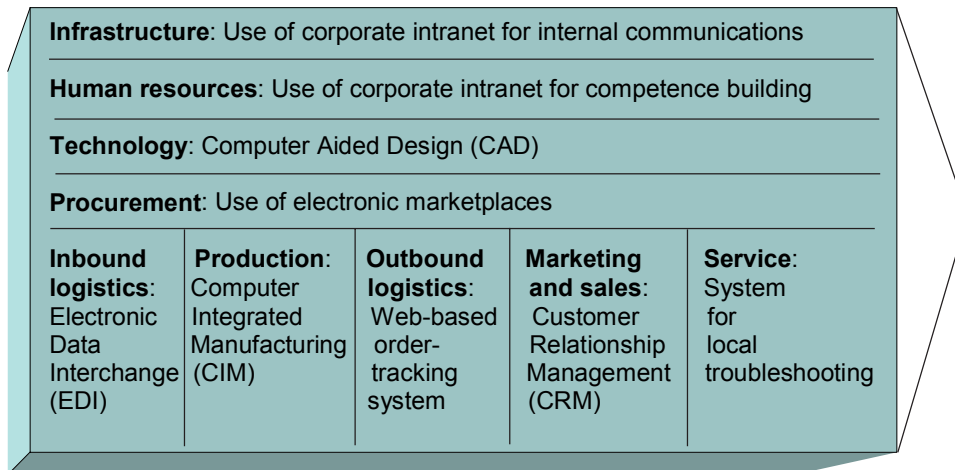 Infrastructure: Use of corporate intranet for internal communications
Human resources: Use of corporate intranet for competence building
Technology: Computer Aided Design (CAD)
Procurement: Use of electronic marketplaces
Inbound
logistics:
Electronic
Data
Interchange
(EDI)
Production:
Computer
Integrated
Manufacturing
(CIM)
Outbound
logistics:
Web-based
order-
tracking
system
Marketing
and sales:
Customer
Relationship
Management
(CRM)
Service:
System
for
local
troubleshooting